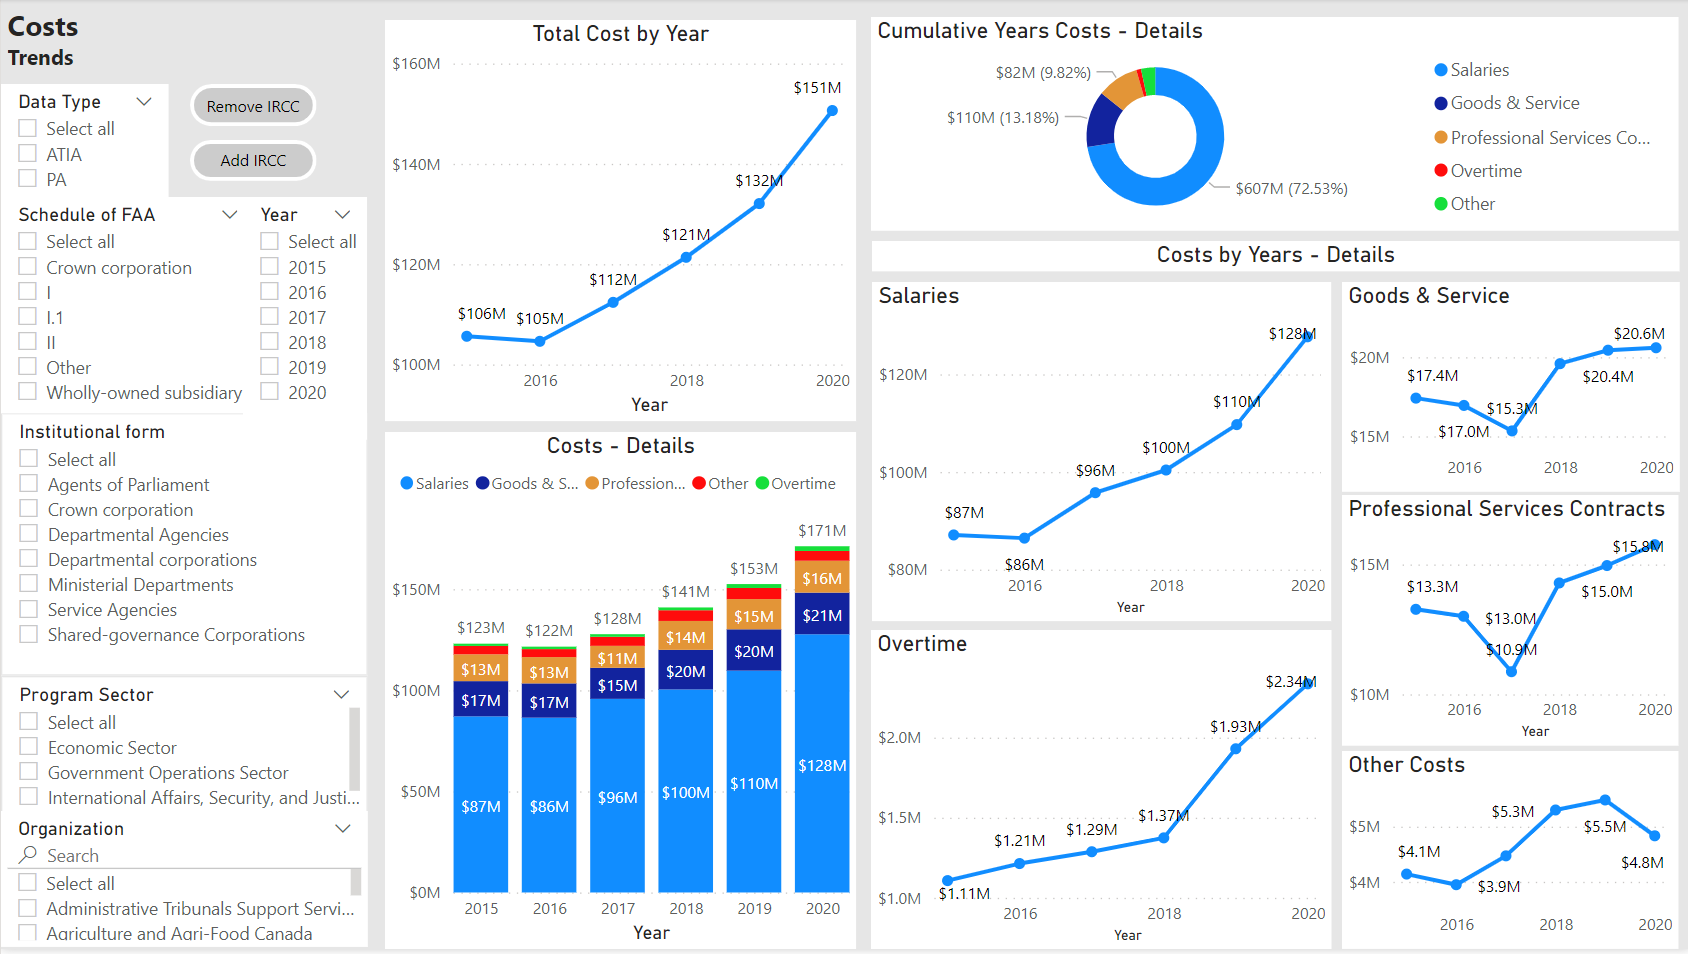 Costs
Trends
Data Type
Select all
ATIA
PA
Remove IRCC
Add IRCC
Schedule of FAA
Select all
Crown corporation
I
I.1
II
Other
Wholly-owned subsidiary
Year
Select all
2015
2016
2017
2018
2019
2020
Institutional form
Select all
Agents of Parliament
Crown corporation
Departmental Agencies
Departmental corporations
Ministerial Departments
Service Agencies
Shared-governance Corporations
Program Sector
Select all
Economic Sector
Government Operations Sector
International Affairs, Security, and Justi...
Organization
Search
Select all
Administrative Tribunals Support Servi...
Agriculture and Agri-Food Canada
Total Cost by Year
$160M
$140M
$120M
$100M
$106M
$105M
$112M
$121M
$132M
$151M
2016
2018
2020
Year
Costs - Details
Salaries
Goods & S...
Profession...
Other
Overtime
$150M
$100M
$50M
$0M
$123M
$13M
$17M
$87M
$122M
$13M
$17M
$86M
$128M
$11M
$15M
$96M
$141M
$14M
$20M
$100M
$153M
$15M
$20M
$110M
$171M
$16M
$21M
$128M
2015
2016
2017
2018
2019
2020
Year
Cumulative Years Costs - Details
$82M (9.82%)
$110M (13.18%)
$607M (72.53%)
Salaries
Goods & Service
Professional Services Co...
Overtime
Other
Costs by Years - Details
Salaries
$120M
$100M
$80M
$87M
$86M
$96M
$100M
$110M
$128M
2016
2018
2020
Year
Goods & Service
$20M
$15M
$17.4M
$17.0M
$15.3M
$20.4M
$20.6M
2016
2018
2020
Professional Services Contracts
$15M
$10M
$13.3M
$13.0M
$10.9M
$15.0M
$15.8M
2016
2018
2020
Year
Overtime
$2.0M
$1.5M
$1.0M
$1.11M
$1.21M
$1.29M
$1.37M
$1.93M
$2.34M
2016
2018
2020
Year
Other Costs
$5M
$4M
$4.1M
$3.9M
$5.3M
$5.5M
$4.8M
2016
2018
2020